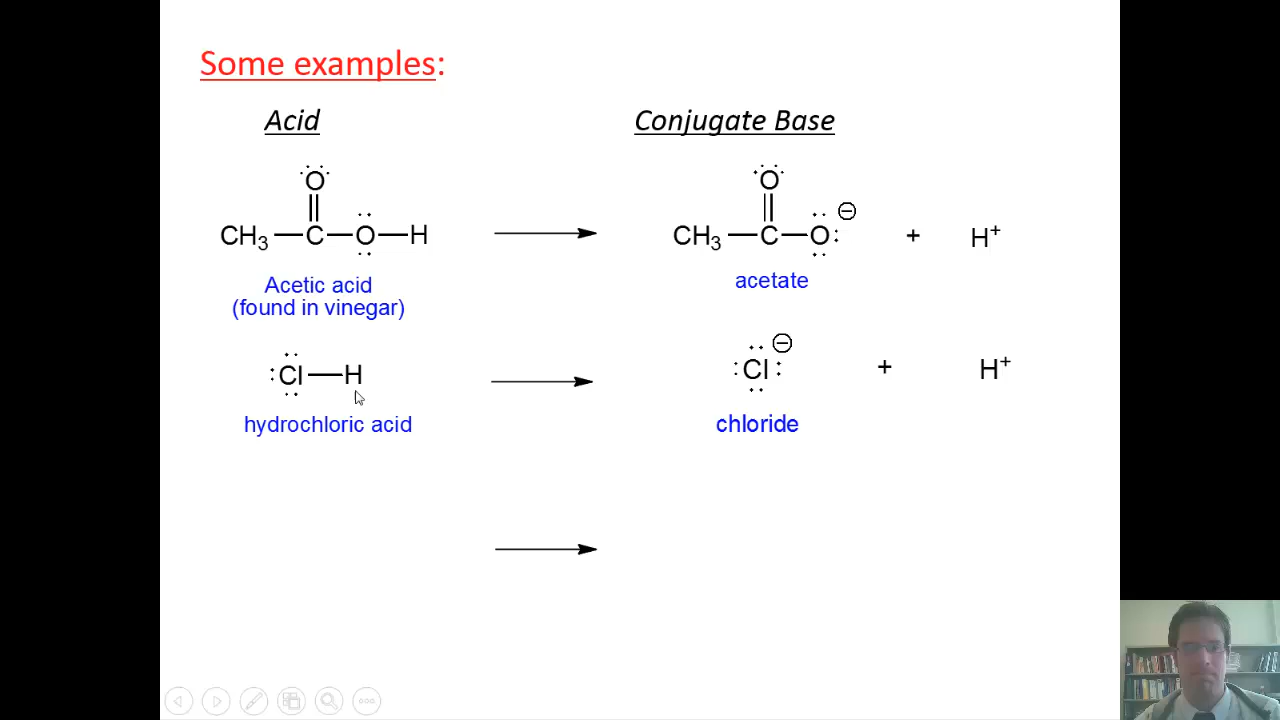 Some examples:
Acid
Conjugate Base
O
O
CH3 C O H
CH3 C O ⊖ + H+
Acetic acid
(found in vinegar)
acetate
Cl H
Cl ⊖ + H+
hydrochloric acid
chloride